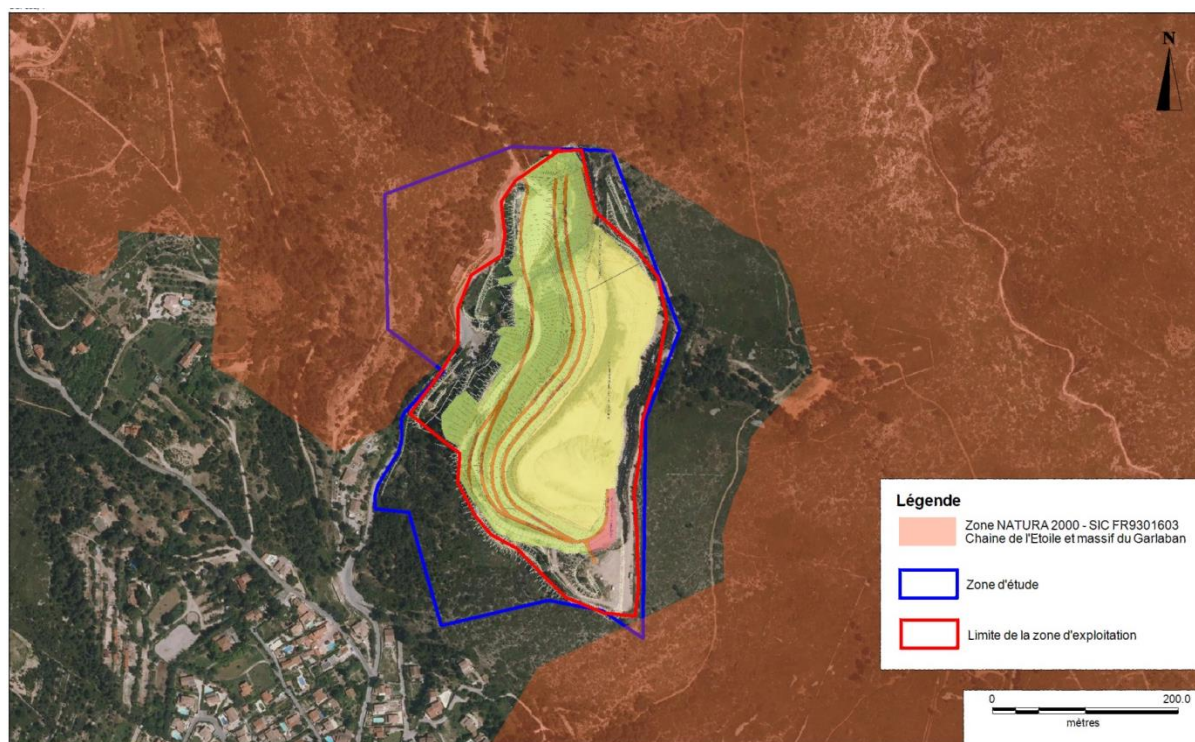 N
Légende
Zone NATURA 2000 - SIC FR9301603
Chaine de l'Etoile et massif du Garlaban
Zone d'étude
Limite de la zone d'exploitation
0 200.0
mètres